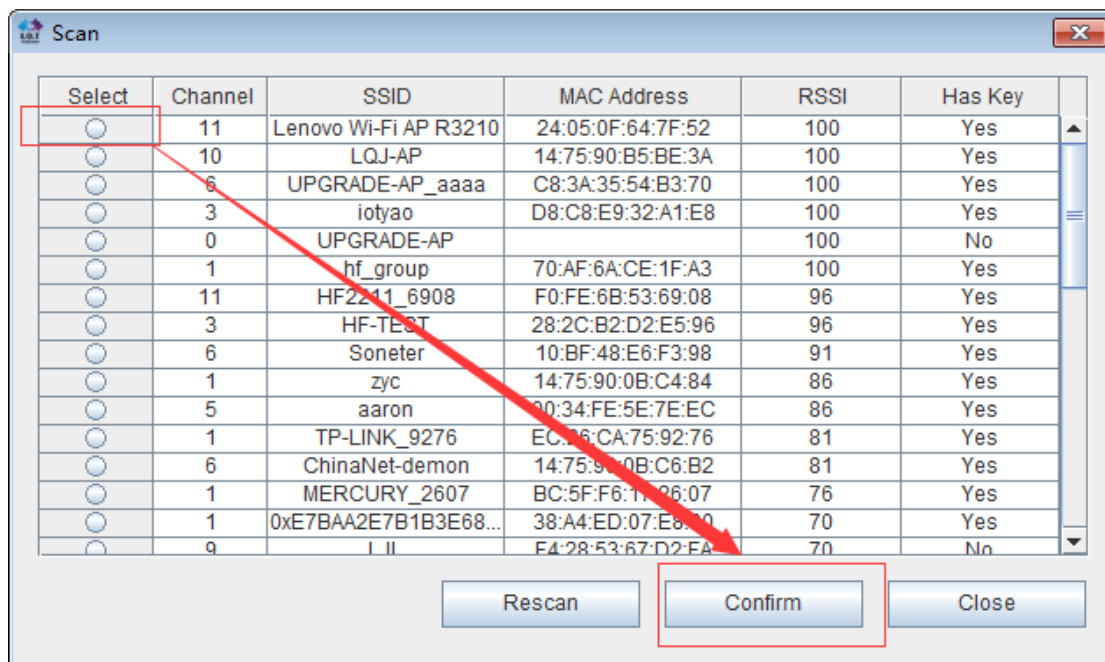 Scan
Select Channel SSID MAC Address RSSI Has Key
11 Lenovo Wi-Fi AP R3210 24:05:0F:64:7F:52 100 Yes
10 LQJ-AP 14:75:90:B5:BE:3A 100 Yes
6 UPGRADE-AP_aaaa C8:3A:35:54:B3:70 100 Yes
3 iotyao D8:C8:E9:32:A1:E8 100 Yes
0 UPGRADE-AP 100 No
1 hf_group 70:AF:6A:CE:1F:A3 100 Yes
11 HF2211_6908 F0:FE:6B:53:69:08 96 Yes
3 HF-TEST 28:2C:B2:D2:E5:96 96 Yes
6 Soneter 10:BF:48:E6:F3:98 91 Yes
1 zyc 14:75:90:0B:C4:84 86 Yes
5 aaron 86 Yes
1 TP-LINK_9276 81 Yes
6 ChinaNet-demon 81 Yes
1 MERCURY_2607 76 Yes
1 0xE7BAA2E7B1B3E68... 70 Yes
9 70 No
Rescan Confirm Close